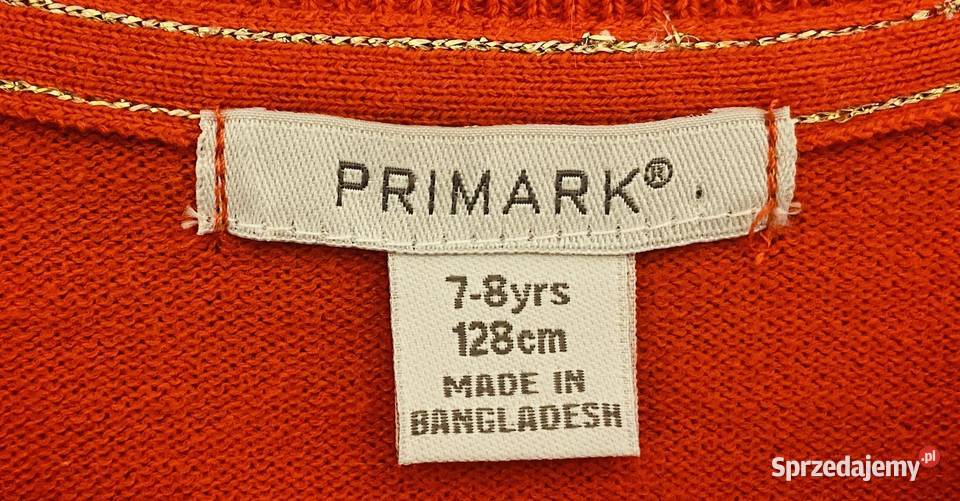 PRIMARK®
7-8yrs
128cm
MADE IN
BANGLADESH
Sprzedajemy.pl